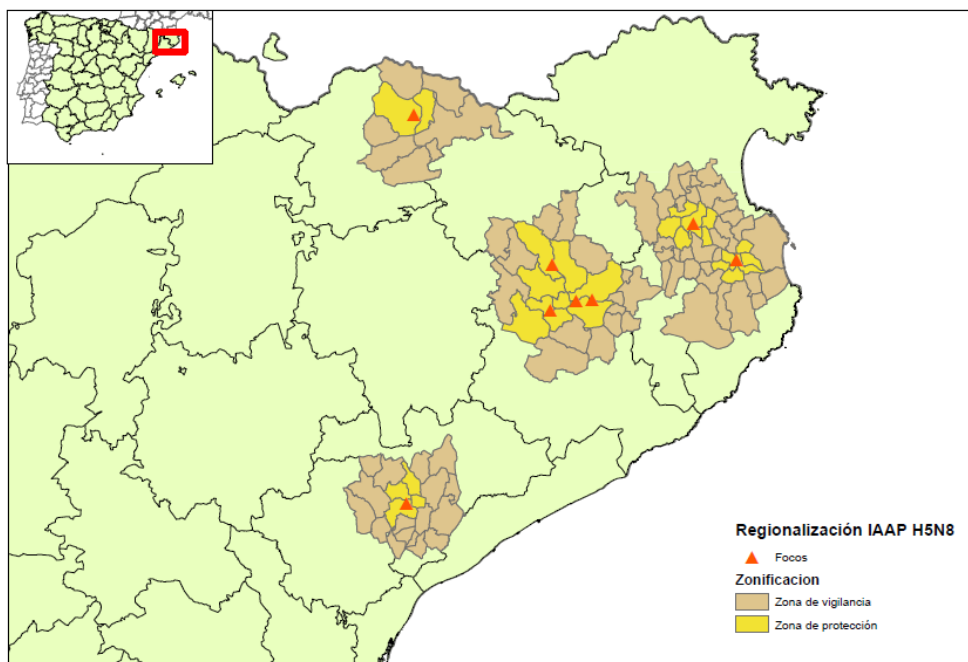 Regionalización IAAP H5N8
Focos
Zonificacion
Zona de vigilancia
Zona de protección